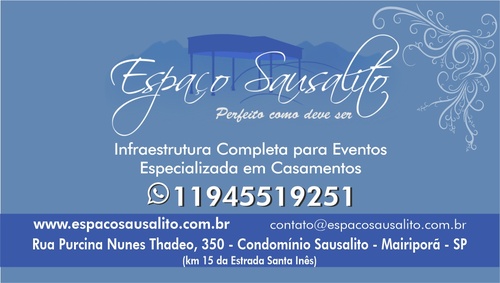 Espaço Sausalito
Perfeito como deve ser
Infraestrutura Completa para Eventos
Especializada em Casamentos
11945519251
www.espacosausalito.com.br contato@espacosausalito.com.br
Rua Purcina Nunes Thadeo, 350 - Condomínio Sausalito - Mairiporã - SP
(km 15 da Estrada Santa Inês)